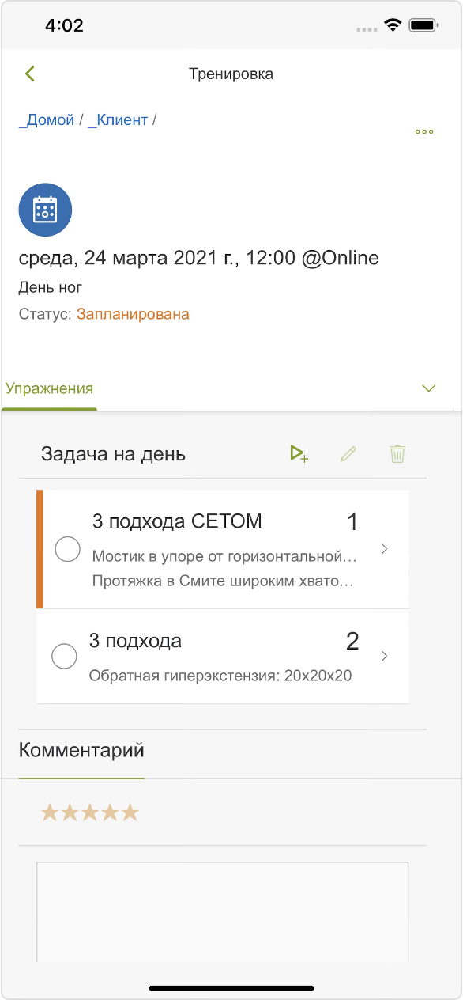 4:02
Тренировка
_Домой / _Клиент /
среда, 24 марта 2021 г., 12:00 @Online
День ног
Статус: Запланирована
Упражнения
Задача на день
3 подхода СЕТОМ 1
Мостик в упоре от горизонтальной...
Протяжка в Смите широким хвато...
3 подхода 2
Обратная гиперэкстензия: 20x20x20
Комментарий